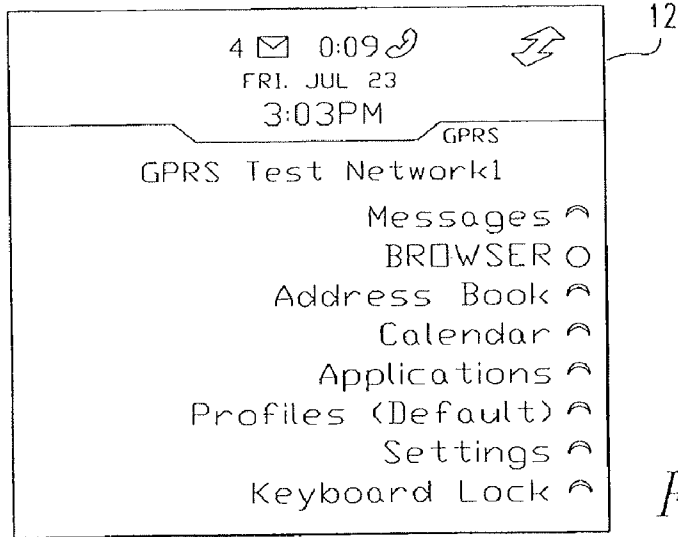 4 0:09
12
FRI. JUL 23
3:03PM
GPRS
GPRS Test Network1
Messages
BROWSER
Address Book
Calendar
Applications
Profiles (Default)
Settings
Keyboard Lock